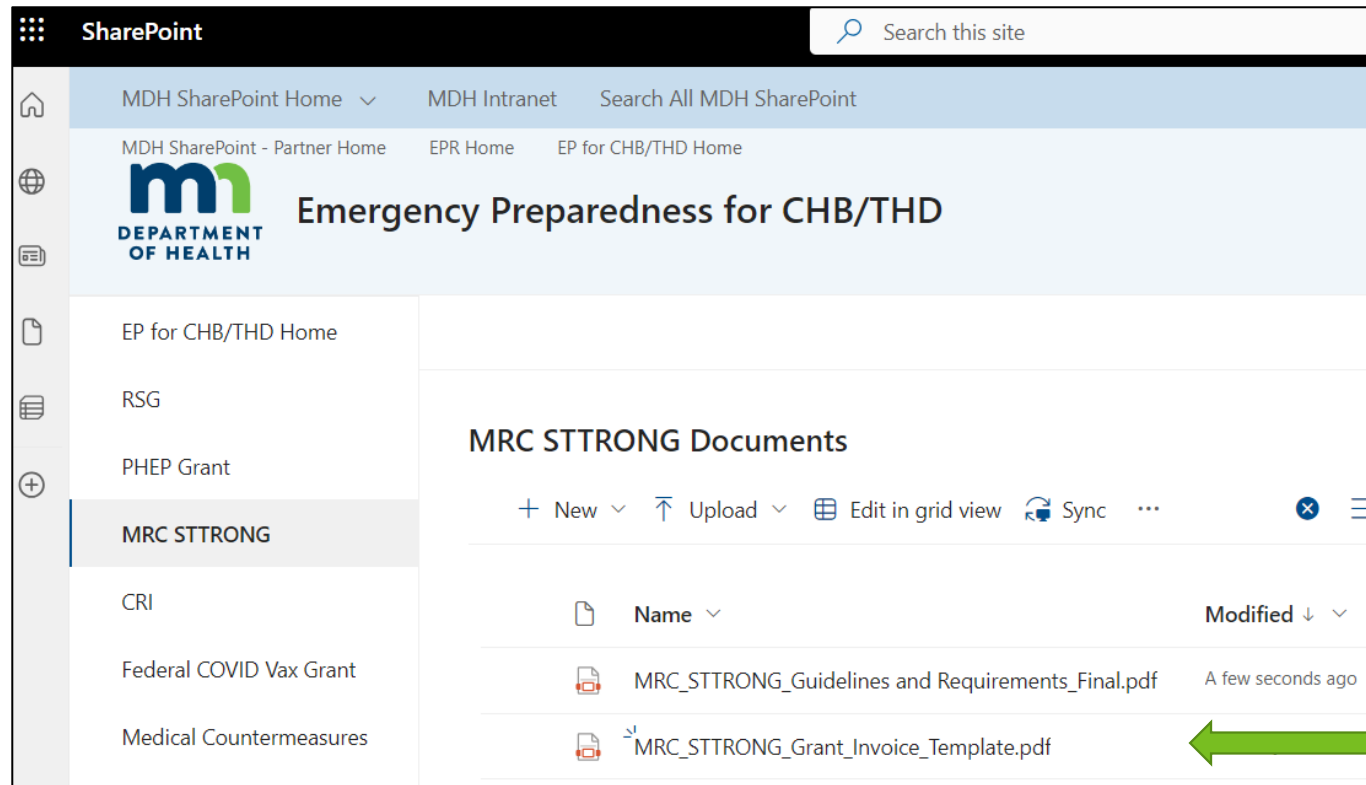 SharePoint
Search this site
MDH SharePoint Home
MDH Intranet
Search All MDH SharePoint
MDH SharePoint - Partner Home
EPR Home
EP for CHB/THD Home
mn
DEPARTMENT
OF HEALTH
Emergency Preparedness for CHB/THD
EP for CHB/THD Home
RSG
PHEP Grant
MRC STTRONG
CRI
Federal COVID Vax Grant
Medical Countermeasures
MRC STTRONG Documents
New
Upload
Edit in grid view
Sync
...
Name
Modified
MRC_STTRONG_Guidelines and Requirements_Final.pdf
A few seconds ago
MRC_STTRONG_Grant_Invoice_Template.pdf